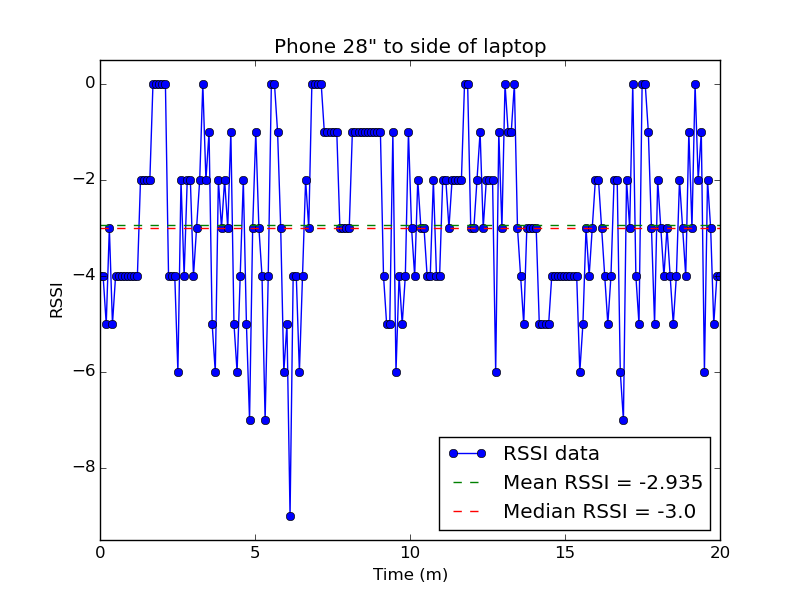 Phone 28" to side of laptop
RSSI
0
−2
−4
−6
−8
0 5 10 15 20
Time (m)
RSSI data
Mean RSSI = -2.935
Median RSSI = -3.0